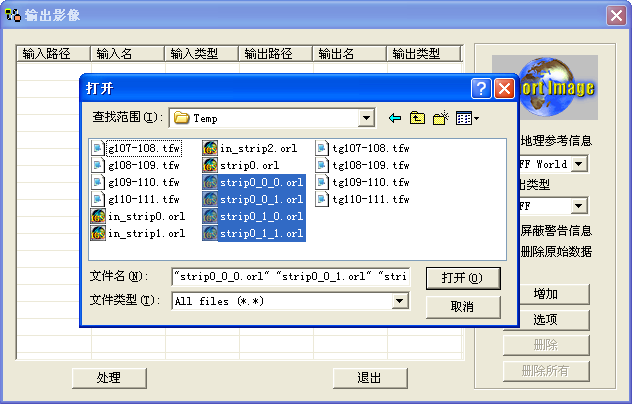 输出影像
输入路径 输入名 输入类型 输出路径 输出名 输出类型
打开
查找范围(I): Temp
g107-108.tfw in_strip2.orl tg107-108.tfw
g108-109.tfw strip0.orl tg108-109.tfw
g109-110.tfw strip0_0_0.orl tg109-110.tfw
g110-111.tfw strip0_0_1.orl tg110-111.tfw
in_strip0.orl strip0_1_0.orl
in_strip1.orl strip0_1_1.orl
文件名(N): "strip0_0_0.orl" "strip0_0_1.orl" "stri
打开(O)
文件类型(T): All files (*.*)
取消
ort Image
地理参考信息
FF World
出类型
FF
屏蔽警告信息
删除原始数据
增加
选项
删除
删除所有
处理 退出